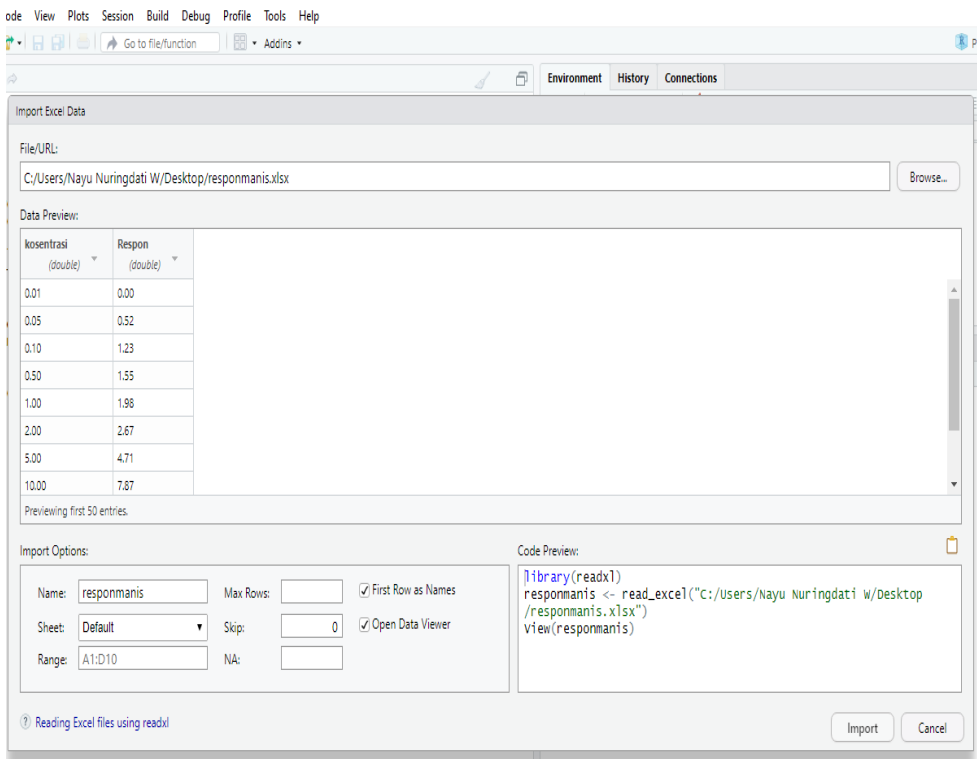 ode View Plots Session Build Debug Profile Tools Help
Go to file/function Addins
Environment History Connections
Import Excel Data
File/URL:
C:/Users/Nayu Nuringdati W/Desktop/responmanis.xlsx Browse...
Data Preview:
kosentrasi Respon
(double) (double)
0.01 0.00
0.05 0.52
0.10 1.23
0.50 1.55
1.00 1.98
2.00 2.67
5.00 4.71
10.00 7.87
Previewing first 50 entries.
Import Options:
Name: responmanis Max Rows: First Row as Names
Sheet: Default Skip: 0 Open Data Viewer
Range: A1:D10 NA:
Code Preview:
library(readxl)
responmanis <- read_excel("C:/Users/Nayu Nuringdati W/Desktop
/responmanis.xlsx")
View(responmanis)
? Reading Excel files using readxl
Import Cancel